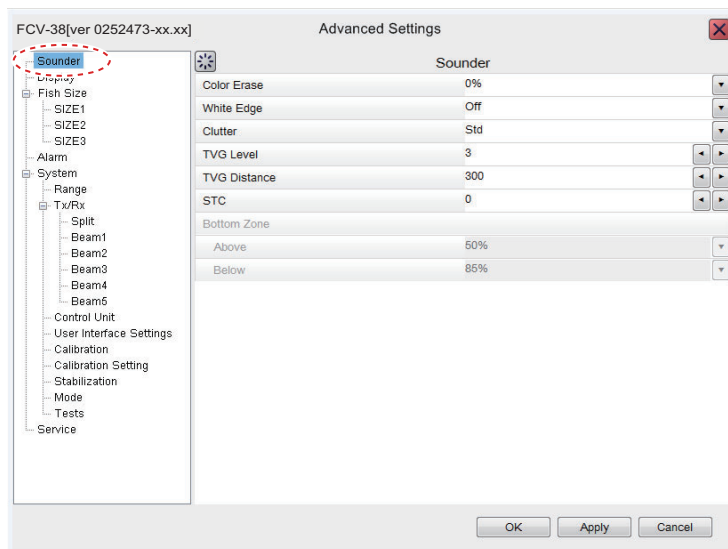 FCV-38[ver 0252473-xx.xx]
Advanced Settings
Sounder
Display
Fish Size
SIZE1
SIZE2
SIZE3
Alarm
System
Range
Tx/Rx
Split
Beam1
Beam2
Beam3
Beam4
Beam5
Control Unit
User Interface Settings
Calibration
Calibration Setting
Stabilization
Mode
Tests
Service
Sounder
Color Erase 0%
White Edge Off
Clutter Std
TVG Level 3
TVG Distance 300
STC 0
Bottom Zone
Above 50%
Below 85%
OK Apply Cancel